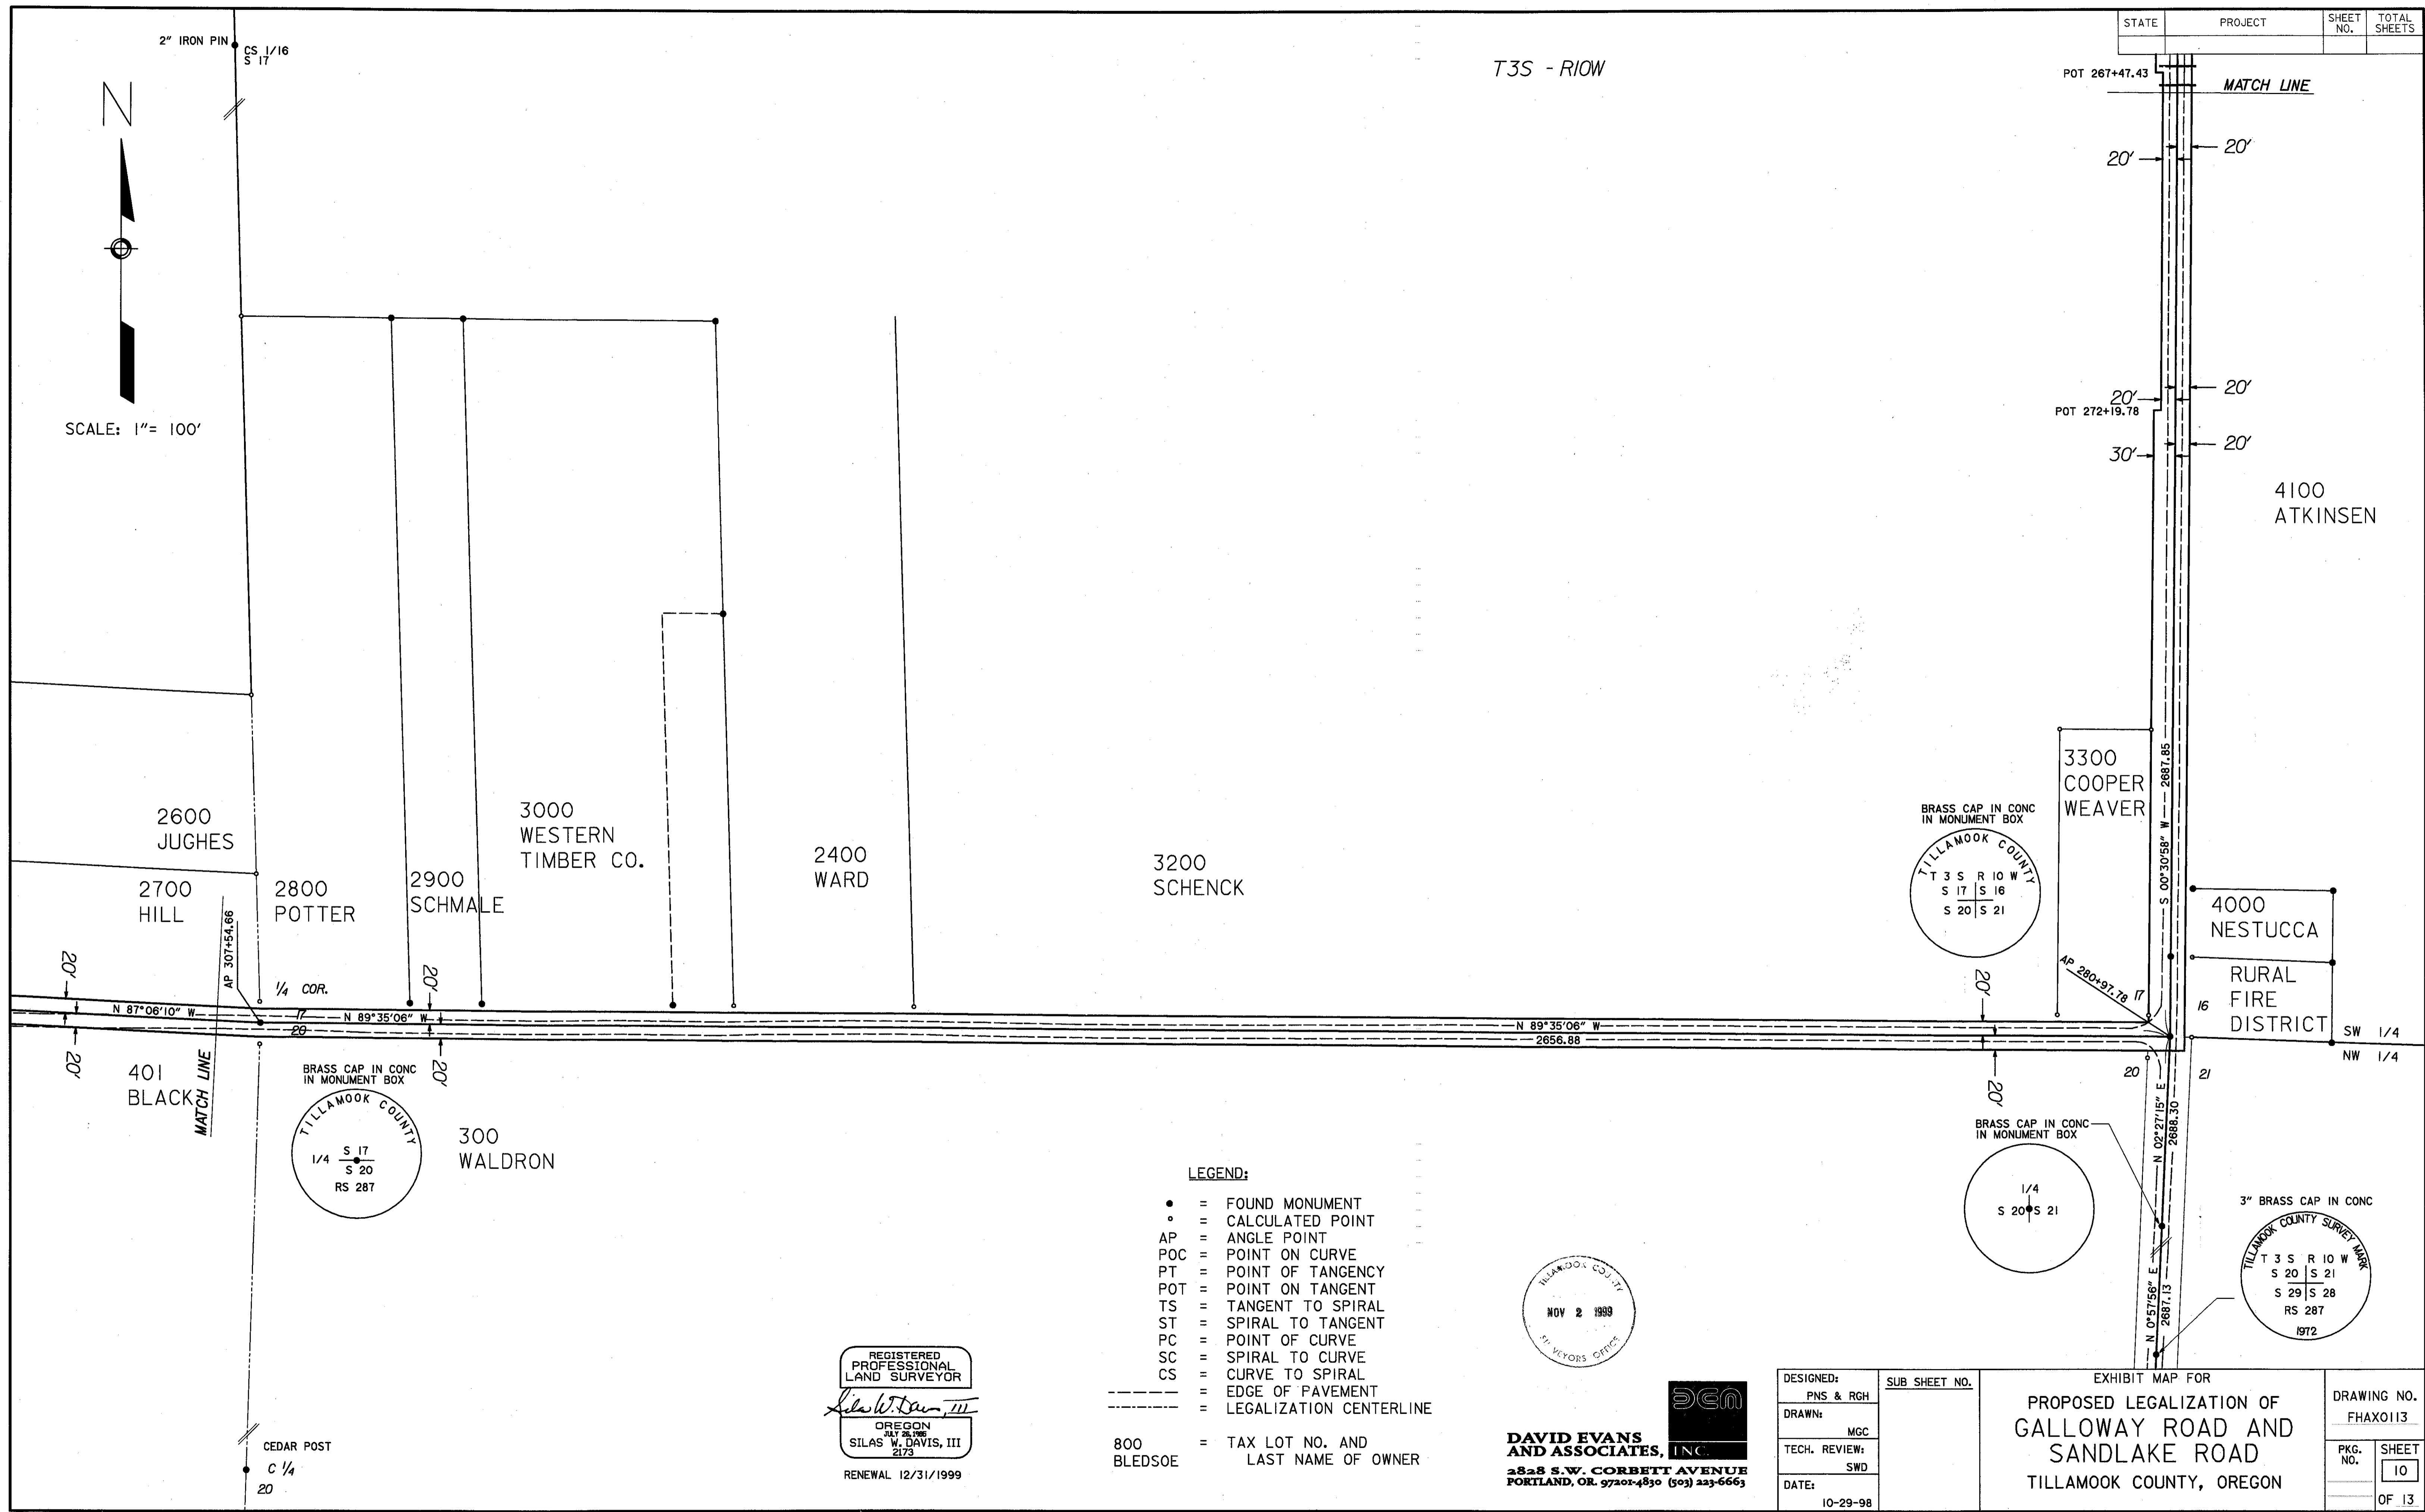 STATE
PROJECT
SHEET NO.
TOTAL SHEETS
2" IRON PIN
CS 1/16
S 17
N
SCALE: 1"= 100'
T3S - R10W
POT 267+47.43
MATCH LINE
20'
20'
20'
20'
POT 272+19.78
20'
30'
4100
ATKINSEN
2600
JUGHES
2700
HILL
2800
POTTER
2900
SCHMALE
3000
WESTERN
TIMBER CO.
2400
WARD
3200
SCHENCK
3300
COOPER
WEAVER
S 00°30'58" W
2687.85
BRASS CAP IN CONC
IN MONUMENT BOX
TILLAMOOK COUNTY
T 3 S R 10 W
S 17 S 16
S 20 S 21
4000
NESTUCCA
RURAL
FIRE
DISTRICT
SW 1/4
NW 1/4
AP 280+97.78
17
16
20
21
AP 307+54.66
1/4 COR.
17
20
20'
20'
20'
20'
20'
20'
N 87°06'10" W
N 89°35'06" W
N 89°35'06" W
2656.88
401
BLACK
MATCH LINE
BRASS CAP IN CONC
IN MONUMENT BOX
TILLAMOOK COUNTY
S 17
1/4
S 20
RS 287
300
WALDRON
N 02°27'15" E
2688.30
BRASS CAP IN CONC
IN MONUMENT BOX
1/4
S 20 S 21
N 0°57'56" E
2687.13
3" BRASS CAP IN CONC
TILLAMOOK COUNTY SURVEY MARK
T 3 S R 10 W
S 20 S 21
S 29 S 28
RS 287
1972
CEDAR POST
C 1/4
20
LEGEND:
= FOUND MONUMENT
= CALCULATED POINT
AP = ANGLE POINT
POC = POINT ON CURVE
PT = POINT OF TANGENCY
POT = POINT ON TANGENT
TS = TANGENT TO SPIRAL
ST = SPIRAL TO TANGENT
PC = POINT OF CURVE
SC = SPIRAL TO CURVE
CS = CURVE TO SPIRAL
= EDGE OF PAVEMENT
= LEGALIZATION CENTERLINE
800 = TAX LOT NO. AND
BLEDSOE LAST NAME OF OWNER
REGISTERED
PROFESSIONAL
LAND SURVEYOR
Silas W. Davis, III
OREGON
JULY 26, 1985
SILAS W. DAVIS, III
2173
RENEWAL 12/31/1999
TILLAMOOK COUNTY
NOV 2 1999
SURVEYORS OFFICE
DEA
DAVID EVANS
AND ASSOCIATES, INC.
2828 S.W. CORBETT AVENUE
PORTLAND, OR. 97201-4830 (503) 223-6663
DESIGNED:
PNS & RGH
DRAWN:
MGC
TECH. REVIEW:
SWD
DATE:
10-29-98
SUB SHEET NO.
EXHIBIT MAP FOR
PROPOSED LEGALIZATION OF
GALLOWAY ROAD AND
SANDLAKE ROAD
TILLAMOOK COUNTY, OREGON
DRAWING NO.
FHAX0113
PKG. NO.
SHEET
10
OF 13